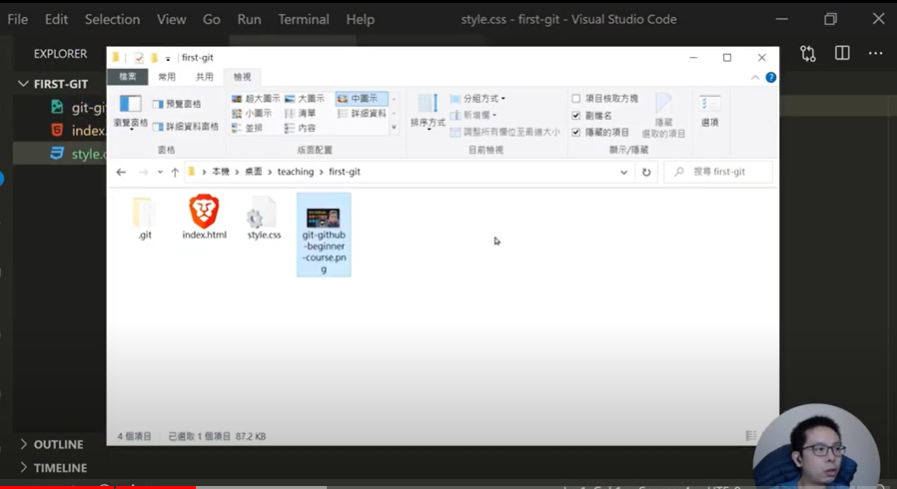 File Edit Selection View Go Run Terminal Help style.css - first-git - Visual Studio Code
EXPLORER
FIRST-GIT
git-gi
index.
style.c
OUTLINE
TIMELINE
first-git
檔案 常用 共用 檢視
瀏覽窗格
預覽窗格
詳細資料窗格
窗格
超大圖示 大圖示 中圖示
小圖示 清單 詳細資料
並排 內容
版面配置
排序方式
分組方式
新增欄
調整所有欄位至最適大小
目前檢視
項目核取方塊
副檔名
隱藏的項目
隱藏
選取的項目
顯示/隱藏
選項
本機 桌面 teaching first-git
搜尋 first-git
.git
index.html
style.css
git-github
-beginner
-course.pn
g
4 個項目 已選取 1 個項目 87.2 KB